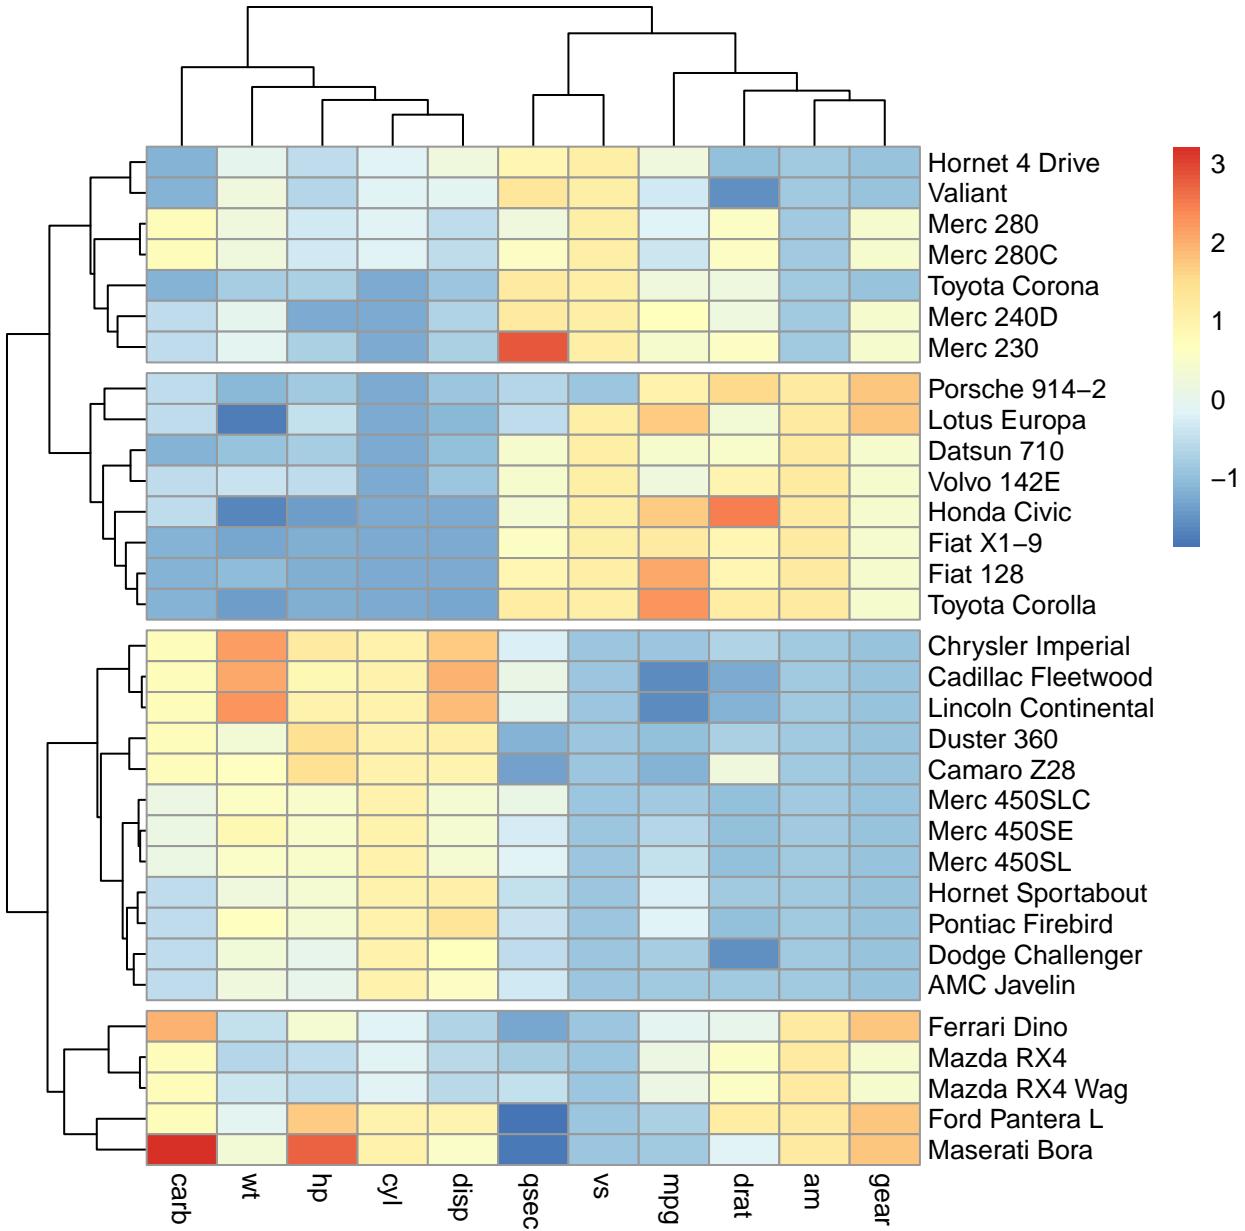 Hornet 4 Drive
Valiant
Merc 280
Merc 280C
Toyota Corona
Merc 240D
Merc 230
Porsche 914−2
Lotus Europa
Datsun 710
Volvo 142E
Honda Civic
Fiat X1−9
Fiat 128
Toyota Corolla
Chrysler Imperial
Cadillac Fleetwood
Lincoln Continental
Duster 360
Camaro Z28
Merc 450SLC
Merc 450SE
Merc 450SL
Hornet Sportabout
Pontiac Firebird
Dodge Challenger
AMC Javelin
Ferrari Dino
Mazda RX4
Mazda RX4 Wag
Ford Pantera L
Maserati Bora
carb
wt
hp
cyl
disp
qsec
vs
mpg
drat
am
gear
3
2
1
0
−1